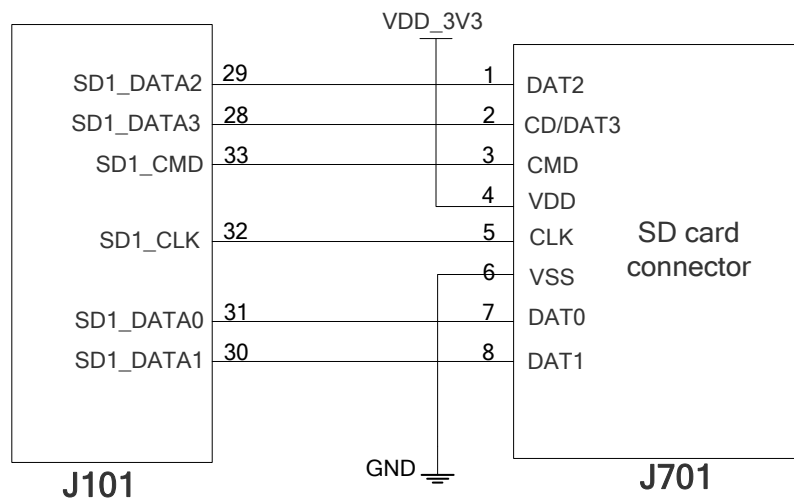 VDD_3V3
SD1_DATA2 29 1 DAT2
SD1_DATA3 28 2 CD/DAT3
SD1_CMD 33 3 CMD
4 VDD
SD1_CLK 32 5 CLK
SD card
connector
6 VSS
SD1_DATA0 31 7 DAT0
SD1_DATA1 30 8 DAT1
GND
J101
J701